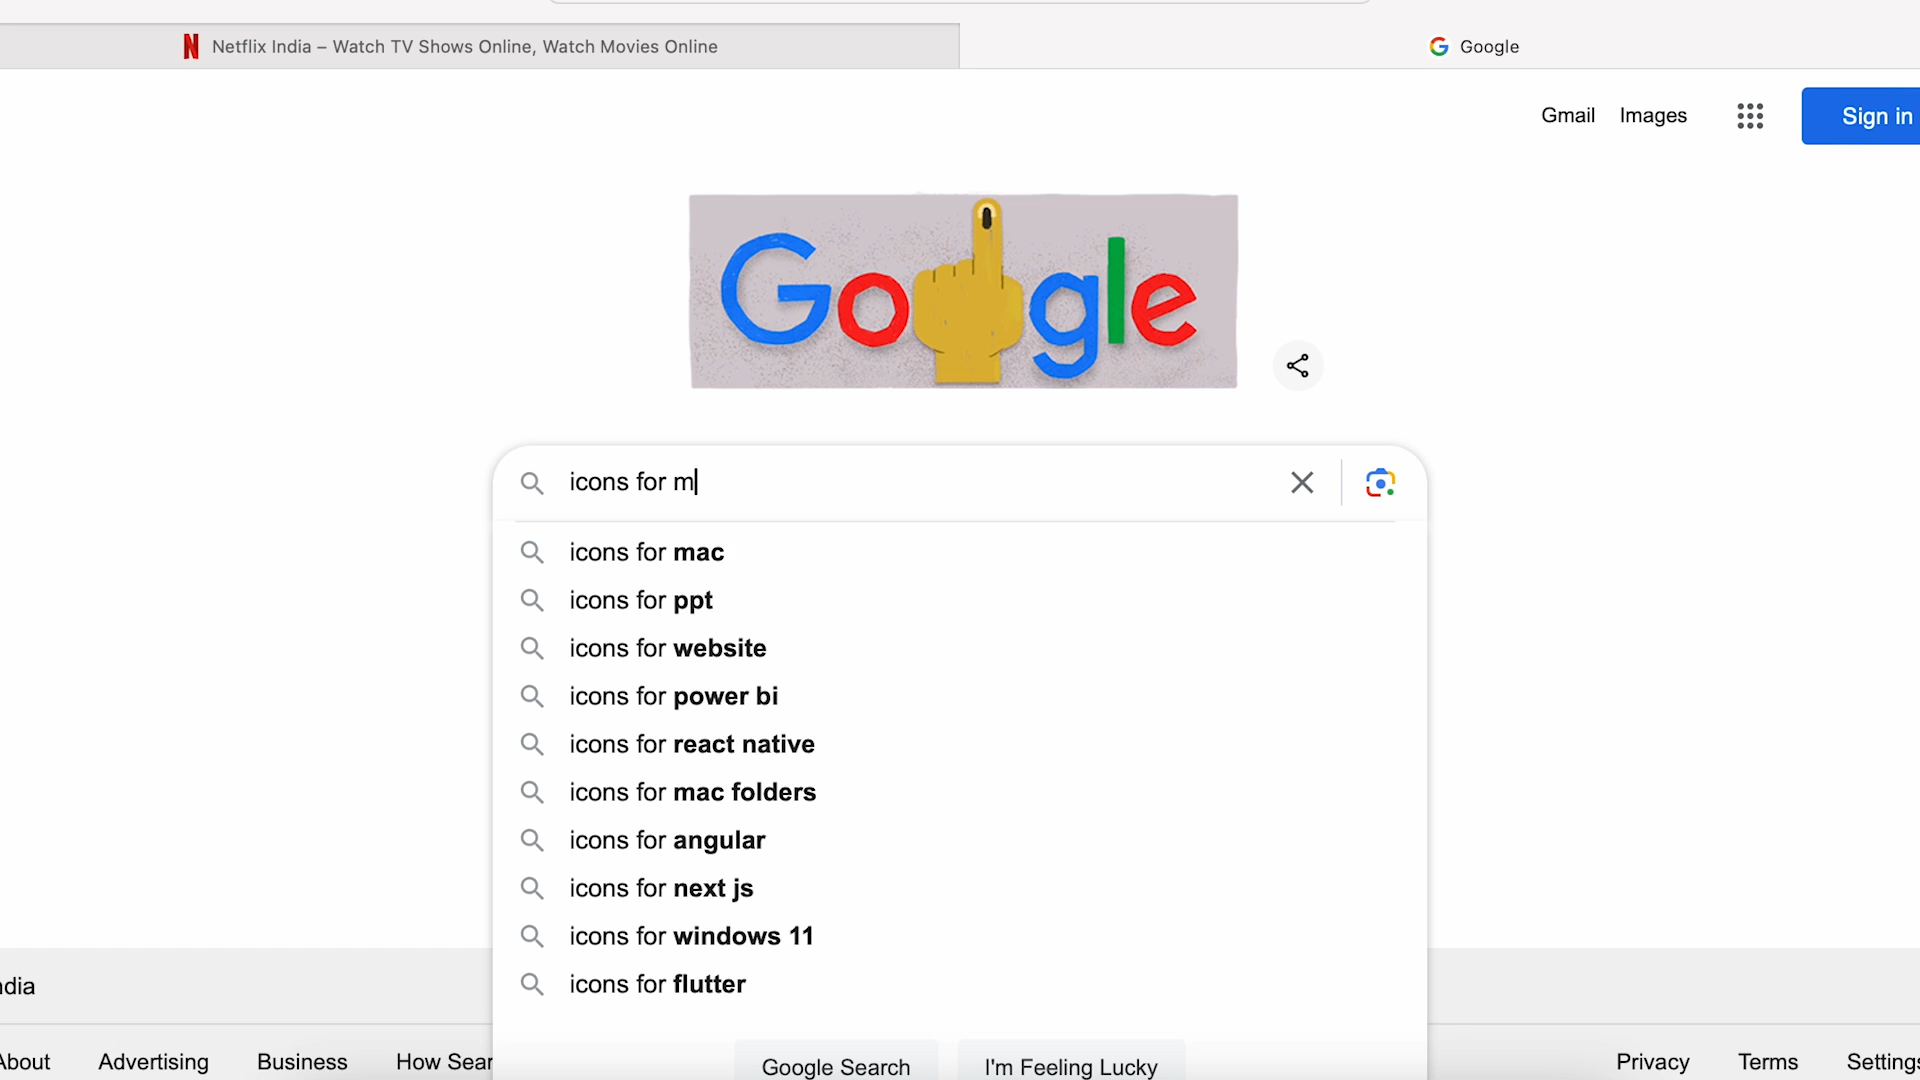 Netflix India – Watch TV Shows Online, Watch Movies Online
Google
Gmail Images
Sign in
Google
icons for m
icons for mac
icons for ppt
icons for website
icons for power bi
icons for react native
icons for mac folders
icons for angular
icons for next js
icons for windows 11
icons for flutter
ndia
About Advertising Business How Sear
Google Search I'm Feeling Lucky
Privacy Terms Settings